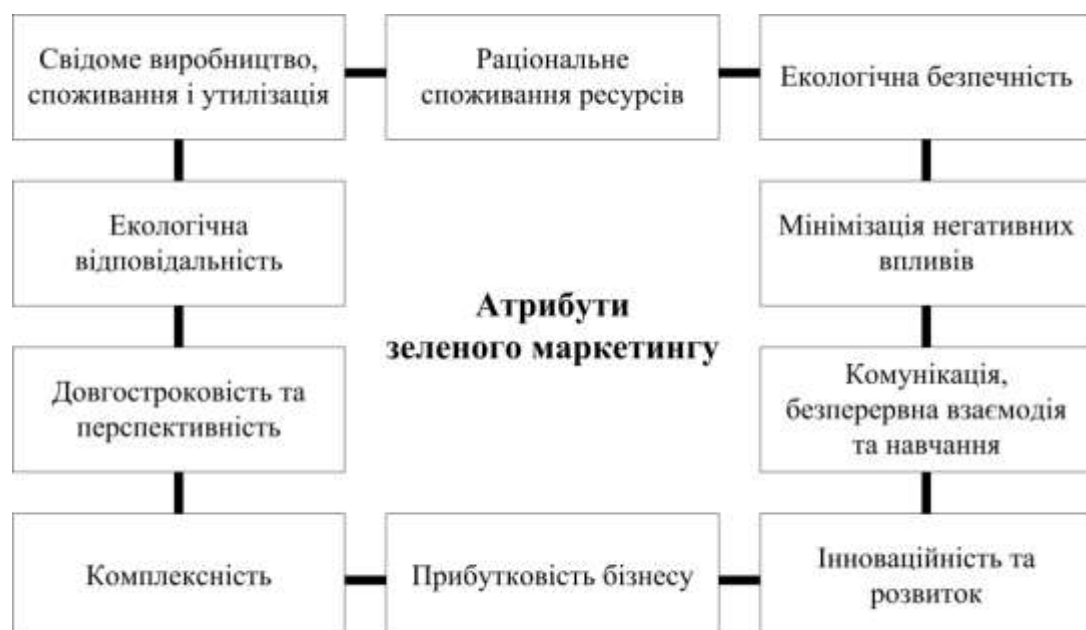 Свідоме виробництво,
споживання і утилізація
Раціональне
споживання ресурсів
Екологічна безпечність
Екологічна
відповідальність
Мінімізація негативних
впливів
Атрибути
зеленого маркетингу
Довгостроковість та
перспективність
Комунікація,
безперервна взаємодія
та навчання
Комплексність
Прибутковість бізнесу
Інноваційність та
розвиток